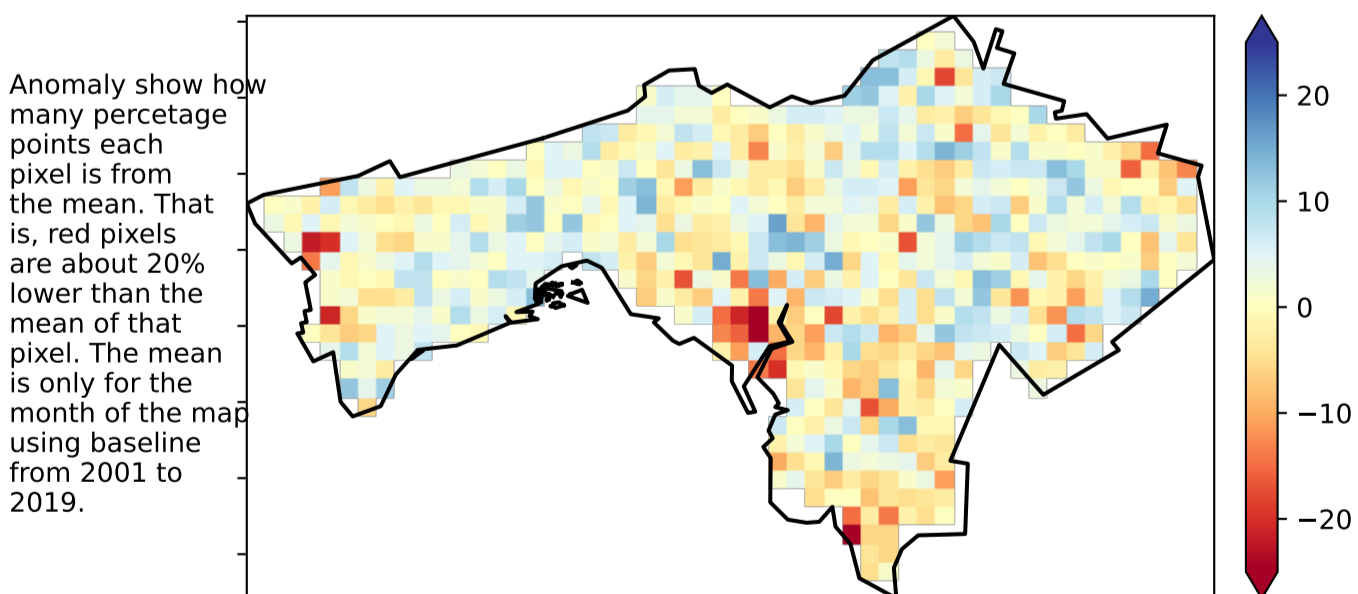 Anomaly show how
many percetage
points each
pixel is from
the mean. That
is, red pixels
are about 20%
lower than the
mean of that
pixel. The mean
is only for the
month of the map
using baseline
from 2001 to
2019.
20
10
0
−10
−20